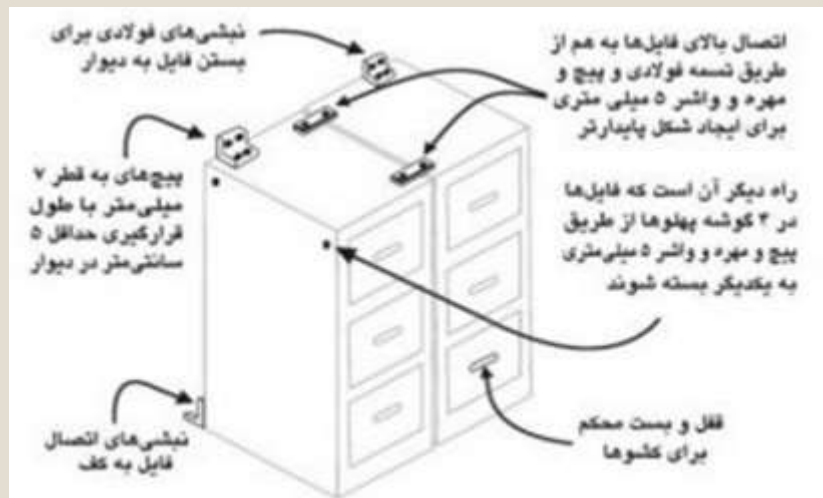 نبشی‌های فولادی برای
بستن فایل به دیوار
اتصال بالای فایل‌ها به هم از
طریق تسمه فولادی و پیچ و
مهره و واشر ۵ میلی متری
برای ایجاد شکل پایدارتر
پیچ‌های به قطر ۷
میلی‌متر با طول
قرارگیری حداقل ۵
سانتی‌متر در دیوار
راه دیگر آن است که فایل‌ها
در ۴ گوشه پهلوها از طریق
پیچ و مهره و واشر ۵ میلی‌متری
به یکدیگر بسته شوند
نبشی‌های اتصال
فایل به کف
قفل و بست محکم
برای کشوها